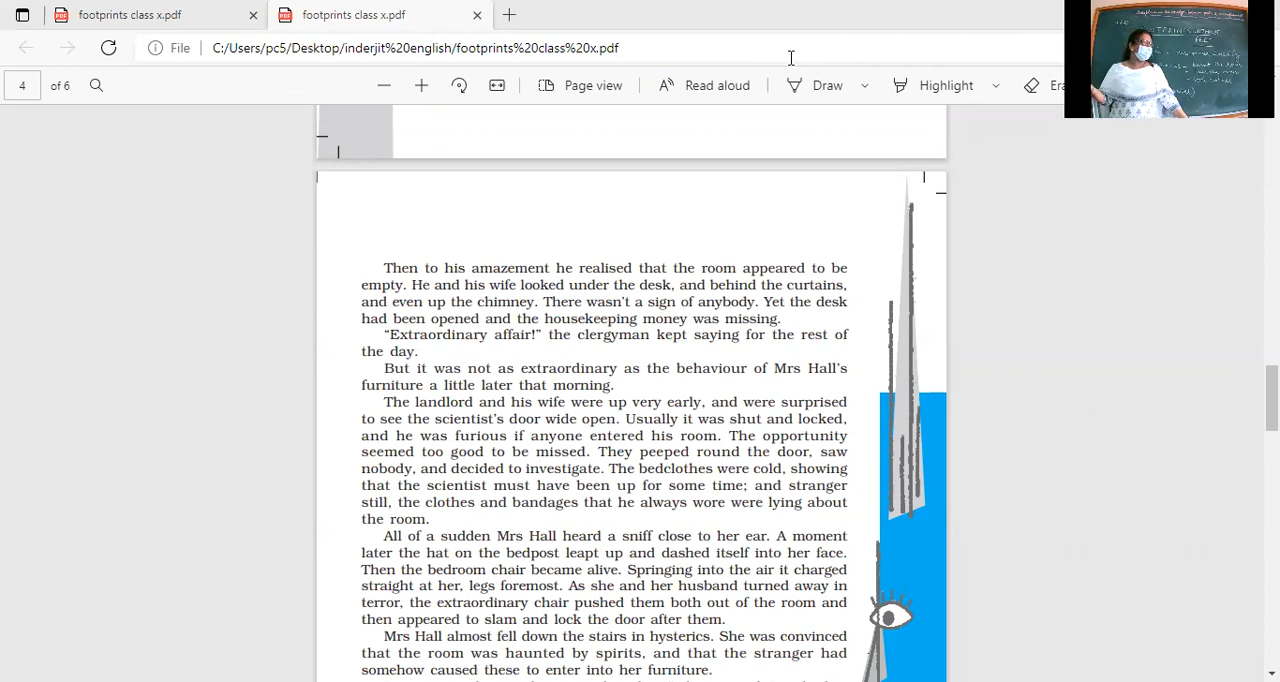 footprints class x.pdf
footprints class x.pdf
File C:/Users/pc5/Desktop/inderjit%20english/footprints%20class%20x.pdf
4 of 6 Page view Read aloud Draw Highlight
Then to his amazement he realised that the room appeared to be
empty. He and his wife looked under the desk, and behind the curtains,
and even up the chimney. There wasn't a sign of anybody. Yet the desk
had been opened and the housekeeping money was missing.
“Extraordinary affair!” the clergyman kept saying for the rest of
the day.
But it was not as extraordinary as the behaviour of Mrs Hall's
furniture a little later that morning.
The landlord and his wife were up very early, and were surprised
to see the scientist's door wide open. Usually it was shut and locked,
and he was furious if anyone entered his room. The opportunity
seemed too good to be missed. They peeped round the door, saw
nobody, and decided to investigate. The bedclothes were cold, showing
that the scientist must have been up for some time; and stranger
still, the clothes and bandages that he always wore were lying about
the room.
All of a sudden Mrs Hall heard a sniff close to her ear. A moment
later the hat on the bedpost leapt up and dashed itself into her face.
Then the bedroom chair became alive. Springing into the air it charged
straight at her, legs foremost. As she and her husband turned away in
terror, the extraordinary chair pushed them both out of the room and
then appeared to slam and lock the door after them.
Mrs Hall almost fell down the stairs in hysterics. She was convinced
that the room was haunted by spirits, and that the stranger had
somehow caused these to enter into her furniture.